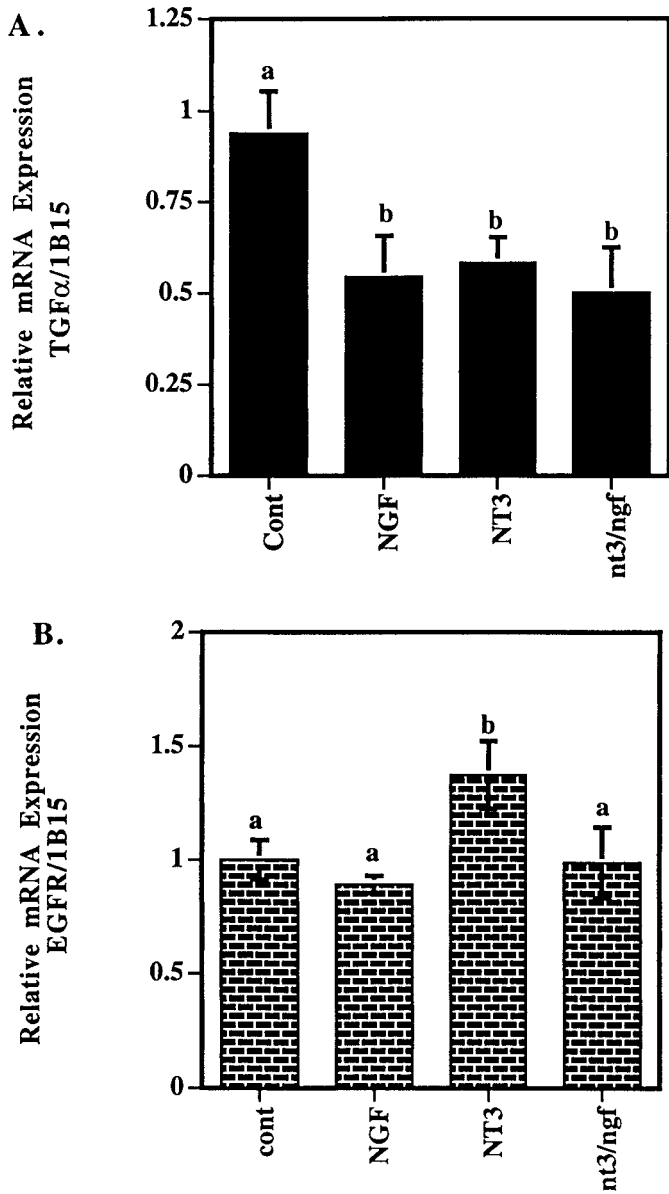 A.
Relative mRNA Expression
TGFα/1B15
1.25
1
0.75
0.5
0.25
0
a
b
b
b
Cont
NGF
NT3
nt3/ngf
B.
Relative mRNA Expression
EGFR/1B15
2
1.5
1
0.5
0
a
a
b
a
cont
NGF
NT3
nt3/ngf